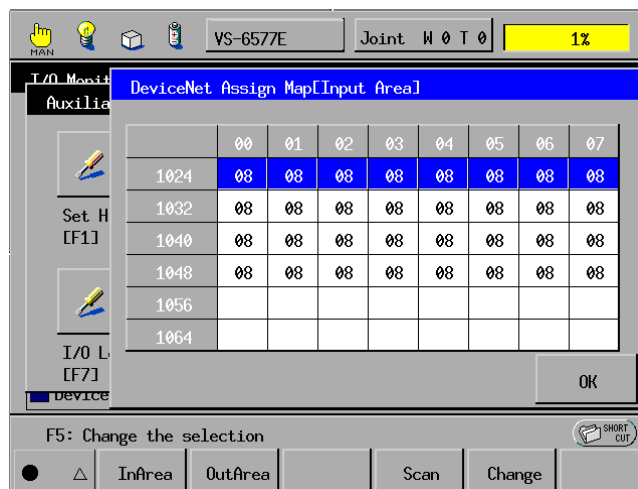 MAN VS-6577E Joint W 0 T 0 1%
I/O Monit
Auxilia
DeviceNet Assign Map[Input Area]
00 01 02 03 04 05 06 07
1024 08 08 08 08 08 08 08 08
1032 08 08 08 08 08 08 08 08
1040 08 08 08 08 08 08 08 08
1048 08 08 08 08 08 08 08 08
1056
1064
Set H
[F1]
I/O L
[F7]
OK
Device
F5: Change the selection
SHORT
CUT
InArea OutArea Scan Change